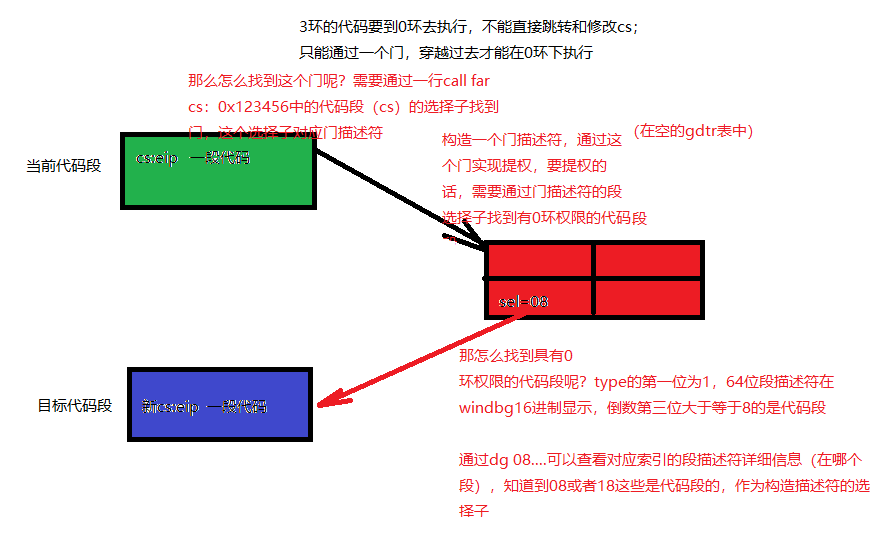 3环的代码要到0环去执行，不能直接跳转和修改cs；
只能通过一个门，穿越过去才能在0环下执行
那么怎么找到这个门呢？需要通过一行call far
cs：0x123456中的代码段（cs）的选择子找到
门，这个选择子对应门描述符
构造一个门描述符，通过这
（在空的gdtr表中）
个门实现提权，要提权的
话，需要通过门描述符的段
选择子找到有0环权限的代码段
当前代码段
cs:eip 一段代码
sel=08
目标代码段
新cs:eip 一段代码
那怎么找到具有0
环权限的代码段呢？type的第一位为1，64位段描述符在
windbg16进制显示，倒数第三位大于等于8的是代码段
通过dg 08....可以查看对应索引的段描述符详细信息（在哪个
段），知道到08或者18这些是代码段的，作为构造描述符的选
择子